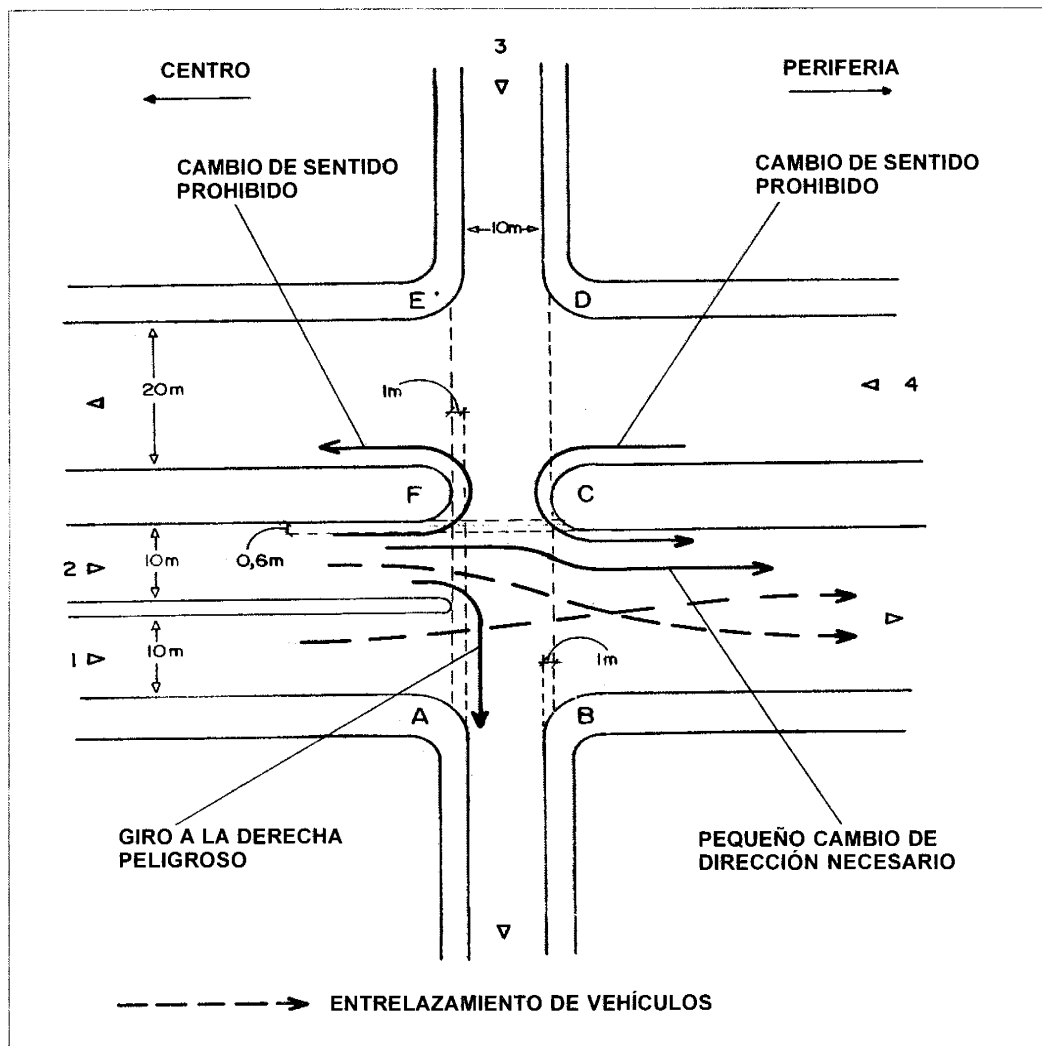 3
CENTRO
PERIFERIA
CAMBIO DE SENTIDO
PROHIBIDO
CAMBIO DE SENTIDO
PROHIBIDO
10m
E
D
20m
1m
4
F
C
0,6m
10m
2
10m
1
1m
A
B
GIRO A LA DERECHA
PELIGROSO
PEQUEÑO CAMBIO DE
DIRECCIÓN NECESARIO
ENTRELAZAMIENTO DE VEHÍCULOS